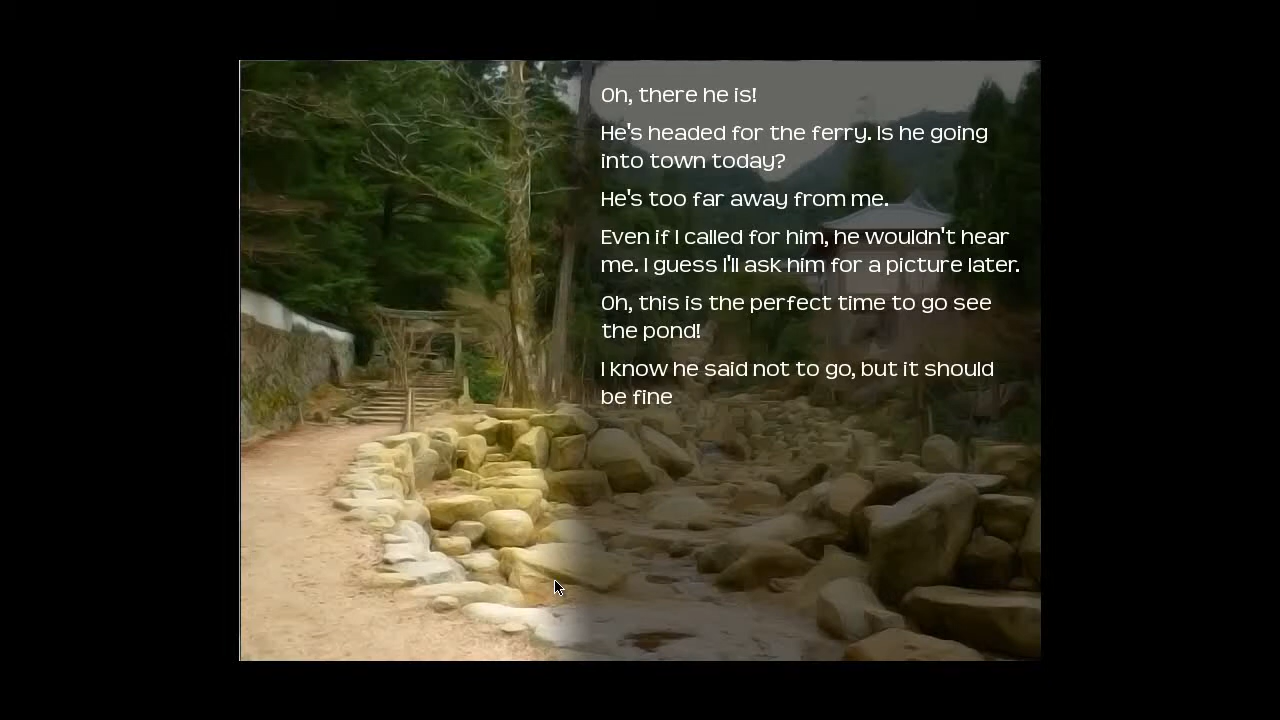 Oh, there he is!
He's headed for the ferry. Is he going
into town today?
He's too far away from me.
Even if I called for him, he wouldn't hear
me. I guess I'll ask him for a picture later.
Oh, this is the perfect time to go see
the pond!
I know he said not to go, but it should
be fine